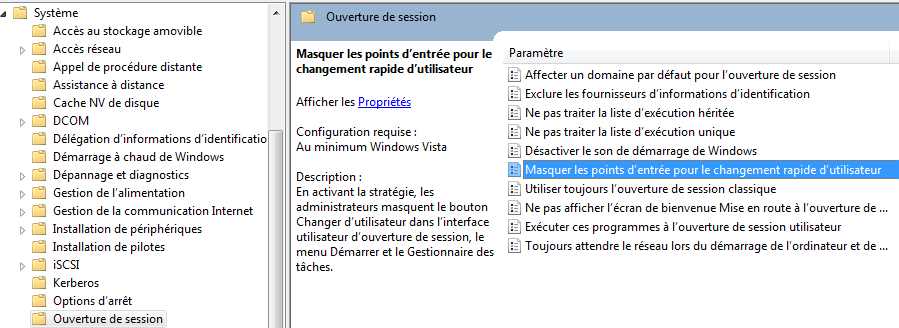 Système
Accès au stockage amovible
Accès réseau
Appel de procédure distante
Assistance à distance
Cache NV de disque
DCOM
Délégation d'informations d'identificatio
Démarrage à chaud de Windows
Dépannage et diagnostics
Gestion de l'alimentation
Gestion de la communication Internet
Installation de périphériques
Installation de pilotes
iSCSI
Kerberos
Options d'arrêt
Ouverture de session
Ouverture de session
Masquer les points d'entrée pour le
changement rapide d'utilisateur
Afficher les Propriétés
Configuration requise :
Au minimum Windows Vista
Description :
En activant la stratégie, les
administrateurs masquent le bouton
Changer d'utilisateur dans l'interface
utilisateur d'ouverture de session, le
menu Démarrer et le Gestionnaire des
tâches.
Paramètre
Affecter un domaine par défaut pour l'ouverture de session
Exclure les fournisseurs d'informations d'identification
Ne pas traiter la liste d'exécution héritée
Ne pas traiter la liste d'exécution unique
Désactiver le son de démarrage de Windows
Masquer les points d'entrée pour le changement rapide d'utilisateur
Utiliser toujours l'ouverture de session classique
Ne pas afficher l'écran de bienvenue Mise en route à l'ouverture de ...
Exécuter ces programmes à l'ouverture de session utilisateur
Toujours attendre le réseau lors du démarrage de l'ordinateur et de ...